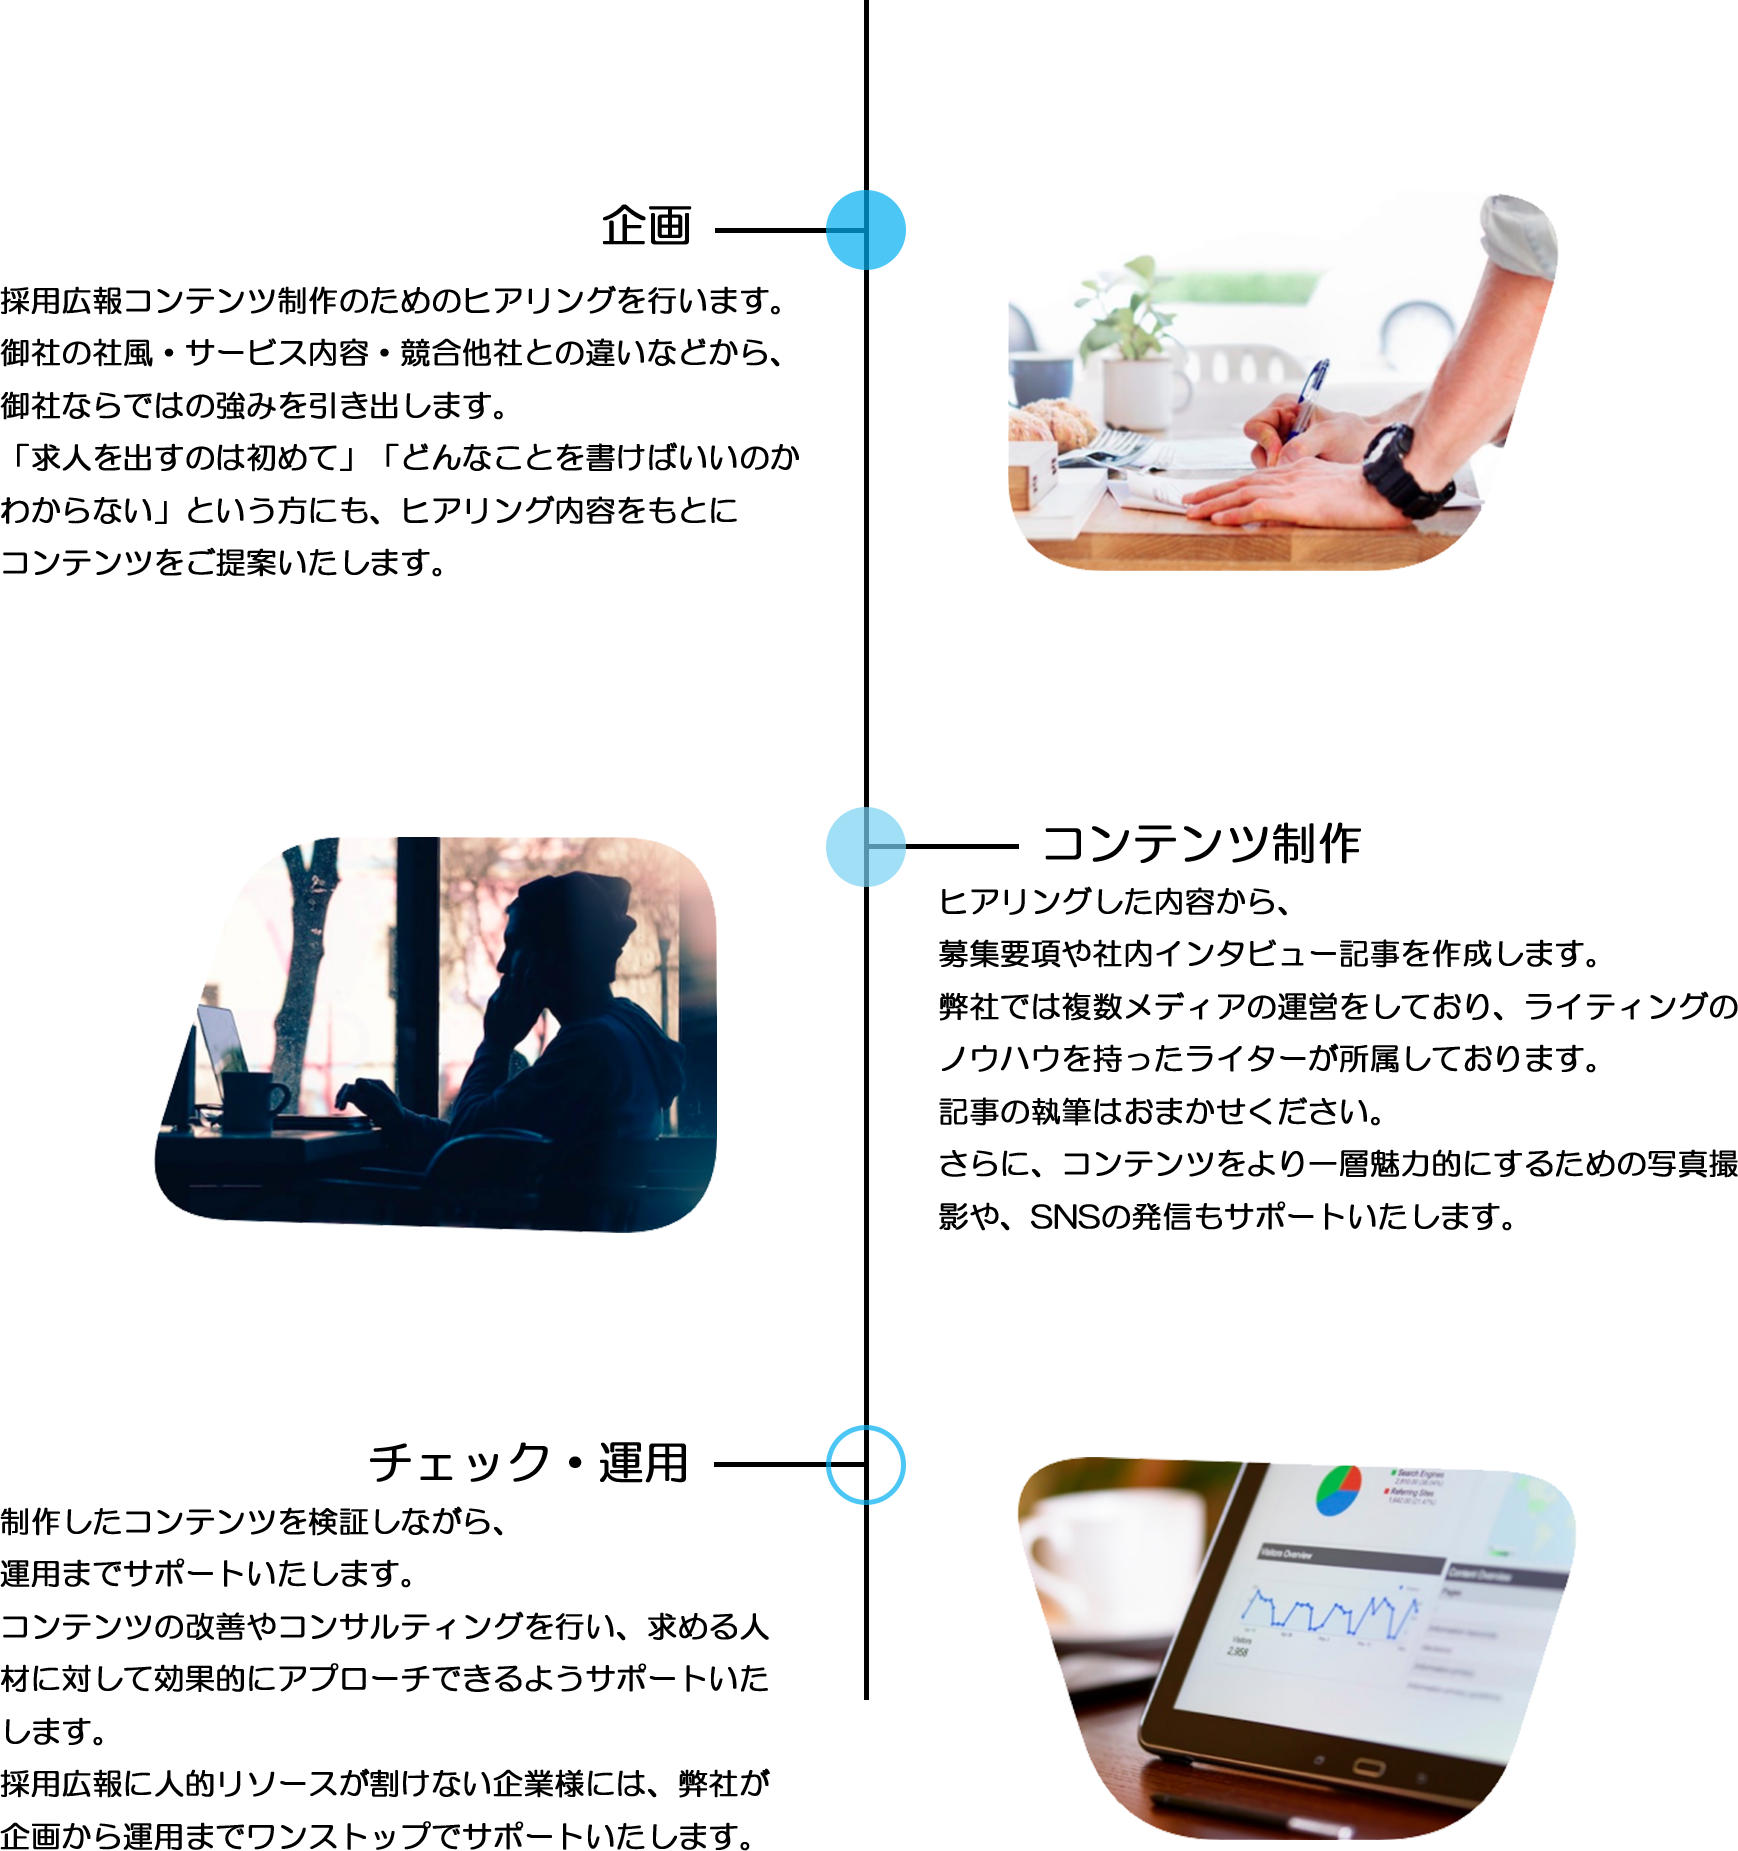 企画
採用広報コンテンツ制作のためのヒアリングを行います。
御社の社風・サービス内容・競合他社との違いなどから、
御社ならではの強みを引き出します。
「求人を出すのは初めて」「どんなことを書けばいいのか
わからない」という方にも、ヒアリング内容をもとに
コンテンツをご提案いたします。
コンテンツ制作
ヒアリングした内容から、
募集要項や社内インタビュー記事を作成します。
弊社では複数メディアの運営をしており、ライティングの
ノウハウを持ったライターが所属しております。
記事の執筆はおまかせください。
さらに、コンテンツをより一層魅力的にするための写真撮
影や、SNSの発信もサポートいたします。
チェック・運用
制作したコンテンツを検証しながら、
運用までサポートいたします。
コンテンツの改善やコンサルティングを行い、求める人
材に対して効果的にアプローチできるようサポートいた
します。
採用広報に人的リソースが割けない企業様には、弊社が
企画から運用までワンストップでサポートいたします。
Search Engines
Referring Sites
Visitors Overview
Content Overview
Pages
Visitors
2,958